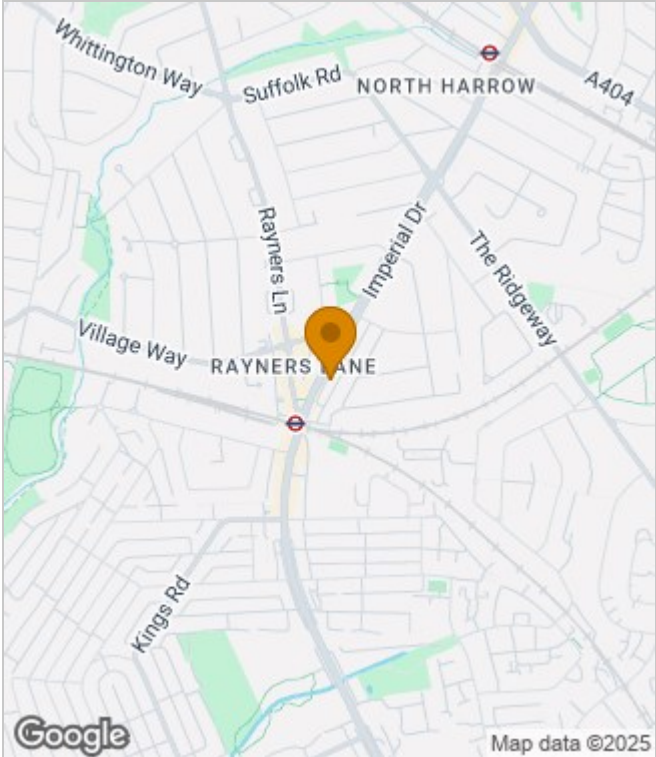 Whittington Way
Suffolk Rd
NORTH HARROW
A404
Rayners Ln
Imperial Dr
The Ridgeway
Village Way
RAYNERS LANE
Kings Rd
Google
Map data ©2025